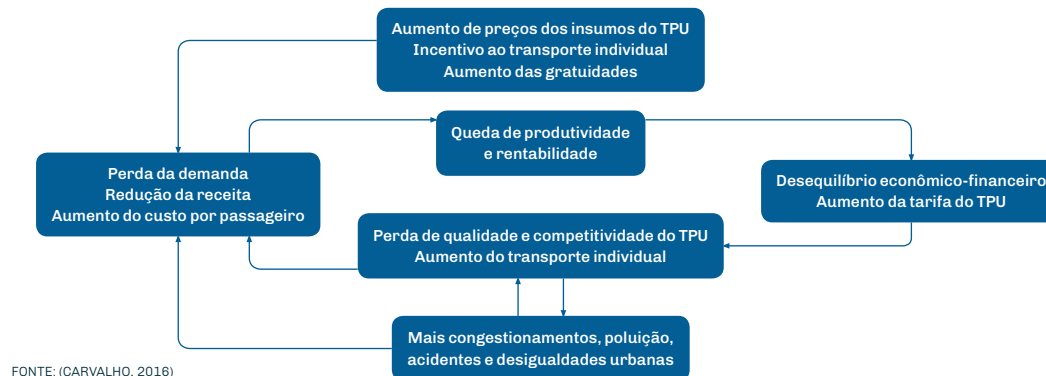 Aumento de preços dos insumos do TPU
Incentivo ao transporte individual
Aumento das gratuidades
Queda de produtividade
e rentabilidade
Perda da demanda
Redução da receita
Aumento do custo por passageiro
Desequilíbrio econômico-financeiro
Aumento da tarifa do TPU
Perda de qualidade e competitividade do TPU
Aumento do transporte individual
Mais congestionamentos, poluição,
acidentes e desigualdades urbanas
FONTE: (CARVALHO, 2016)